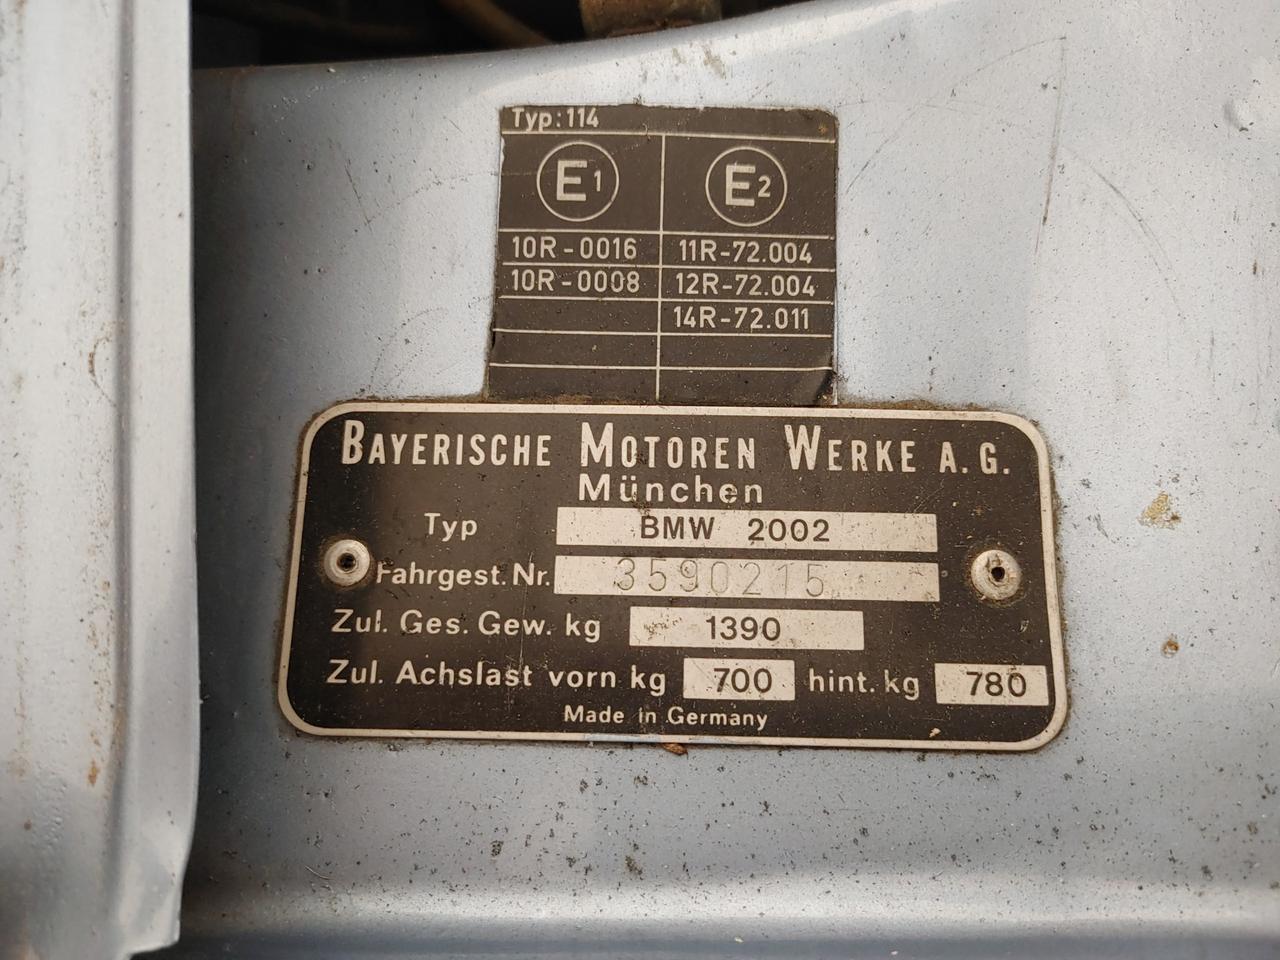 Typ: 114
E1 E2
10R-0016 11R-72.004
10R-0008 12R-72.004
14R-72.011
BAYERISCHE MOTOREN WERKE A.G.
München
Typ BMW 2002
Fahrgest. Nr. 3590215
Zul. Ges. Gew. kg 1390
Zul. Achslast vorn kg 700 hint. kg 780
Made in Germany